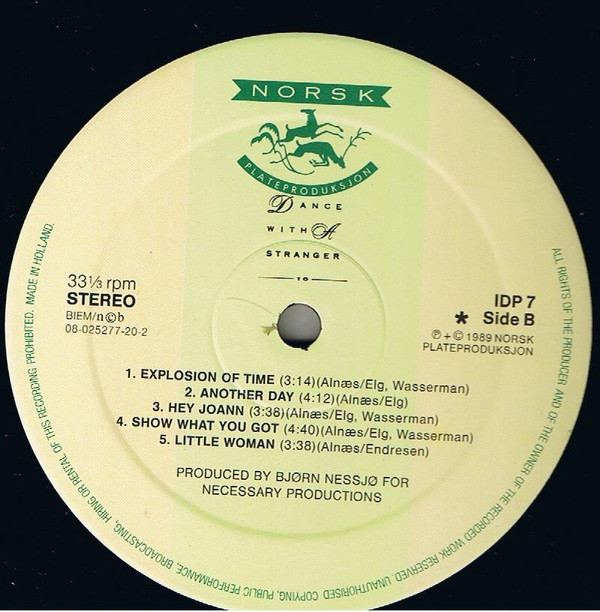 NORSK
PLATEPRODUKSJON
DANCE
WITH A
STRANGER
TO
33⅓ rpm
STEREO
BIEM/n©b
08-025277-20-2
IDP 7
* Side B
℗ + © 1989 NORSK
PLATEPRODUKSJON
1. EXPLOSION OF TIME (3:14)(Alnæs/Elg, Wasserman)
2. ANOTHER DAY (4:12)(Alnæs/Elg)
3. HEY JOANN (3:38)(Alnæs/Elg, Wasserman)
4. SHOW WHAT YOU GOT (4:40)(Alnæs/Elg, Wasserman)
5. LITTLE WOMAN (3:38)(Alnæs/Endresen)
PRODUCED BY BJØRN NESSJØ FOR
NECESSARY PRODUCTIONS
ALL RIGHTS OF THE PRODUCER AND OF THE OWNER OF THE RECORDED WORK RESERVED. UNAUTHORISED COPYING, PUBLIC PERFORMANCE, BROADCASTING, HIRING OR RENTAL OF THIS RECORDING PROHIBITED. MADE IN HOLLAND.